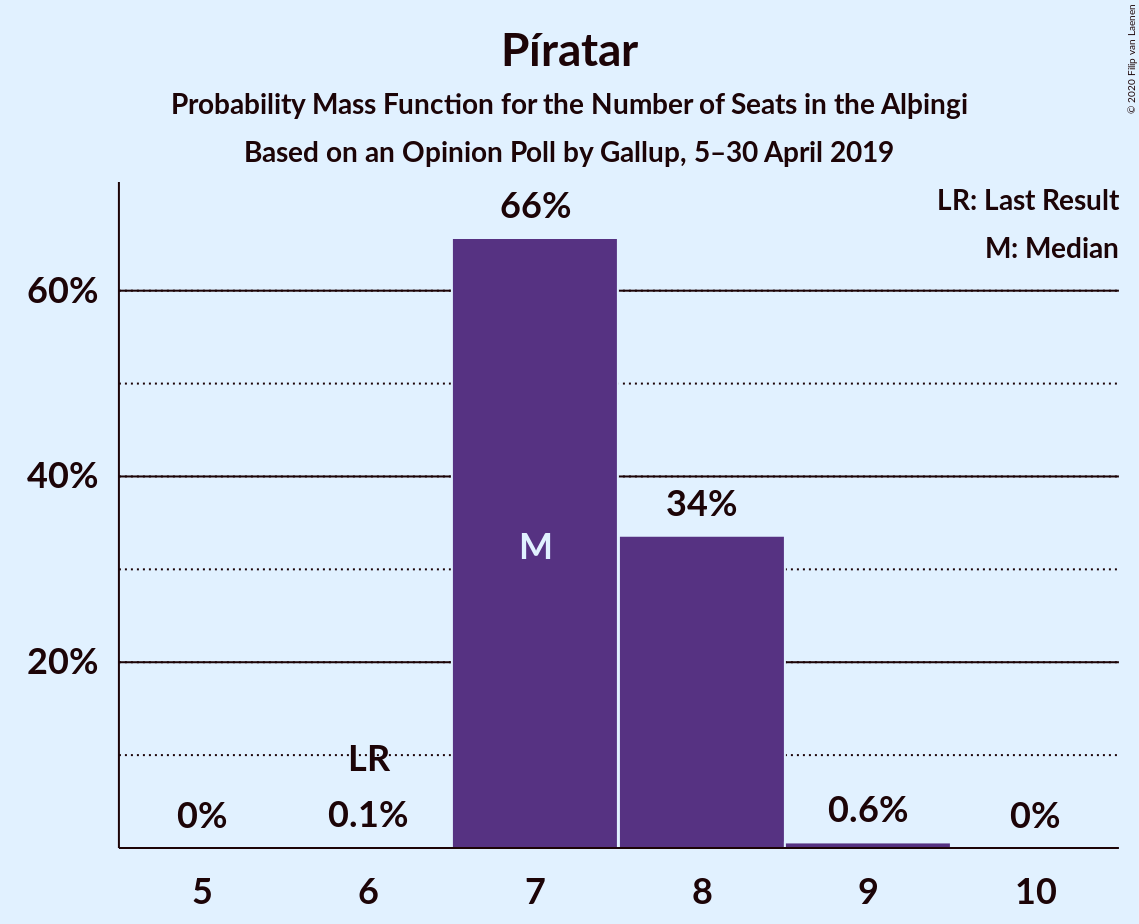 Píratar
Probability Mass Function for the Number of Seats in the Alþingi
Based on an Opinion Poll by Gallup, 5–30 April 2019
© 2020 Filip van Laenen
LR: Last Result
M: Median
66%
60%
40%
34%
M
20%
LR
0%
0.1%
0.6%
0%
5 6 7 8 9 10